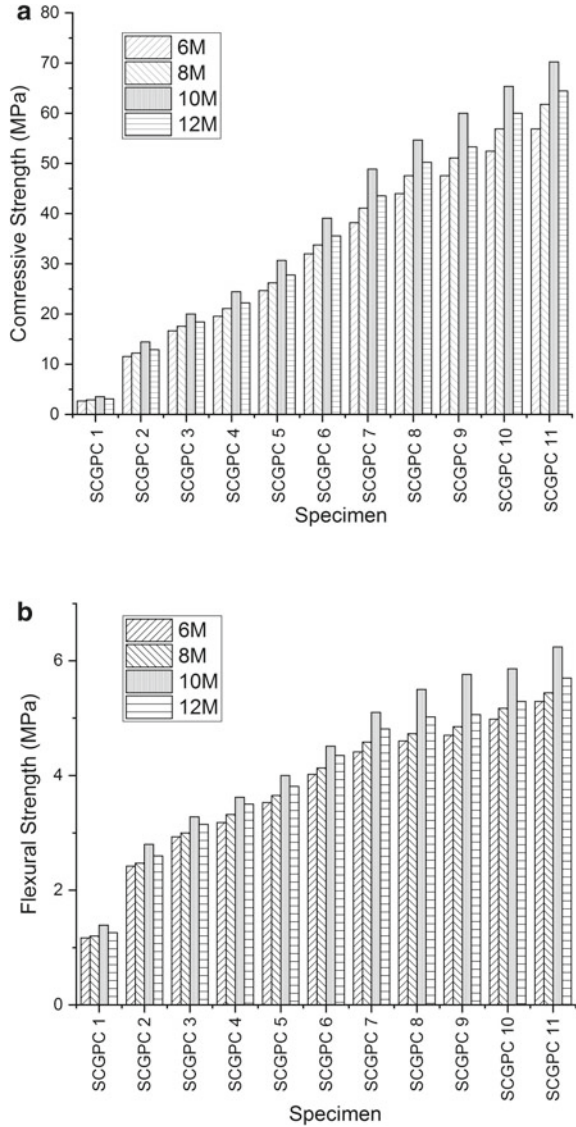 a
Comressive Strength (MPa)
80
70
60
50
40
30
20
10
0
6M
8M
10M
12M
SCGPC 1
SCGPC 2
SCGPC 3
SCGPC 4
SCGPC 5
SCGPC 6
SCGPC 7
SCGPC 8
SCGPC 9
SCGPC 10
SCGPC 11
Specimen
b
Flexural Strength (MPa)
6
4
2
0
6M
8M
10M
12M
SCGPC 1
SCGPC 2
SCGPC 3
SCGPC 4
SCGPC 5
SCGPC 6
SCGPC 7
SCGPC 8
SCGPC 9
SCGPC 10
SCGPC 11
Specimen